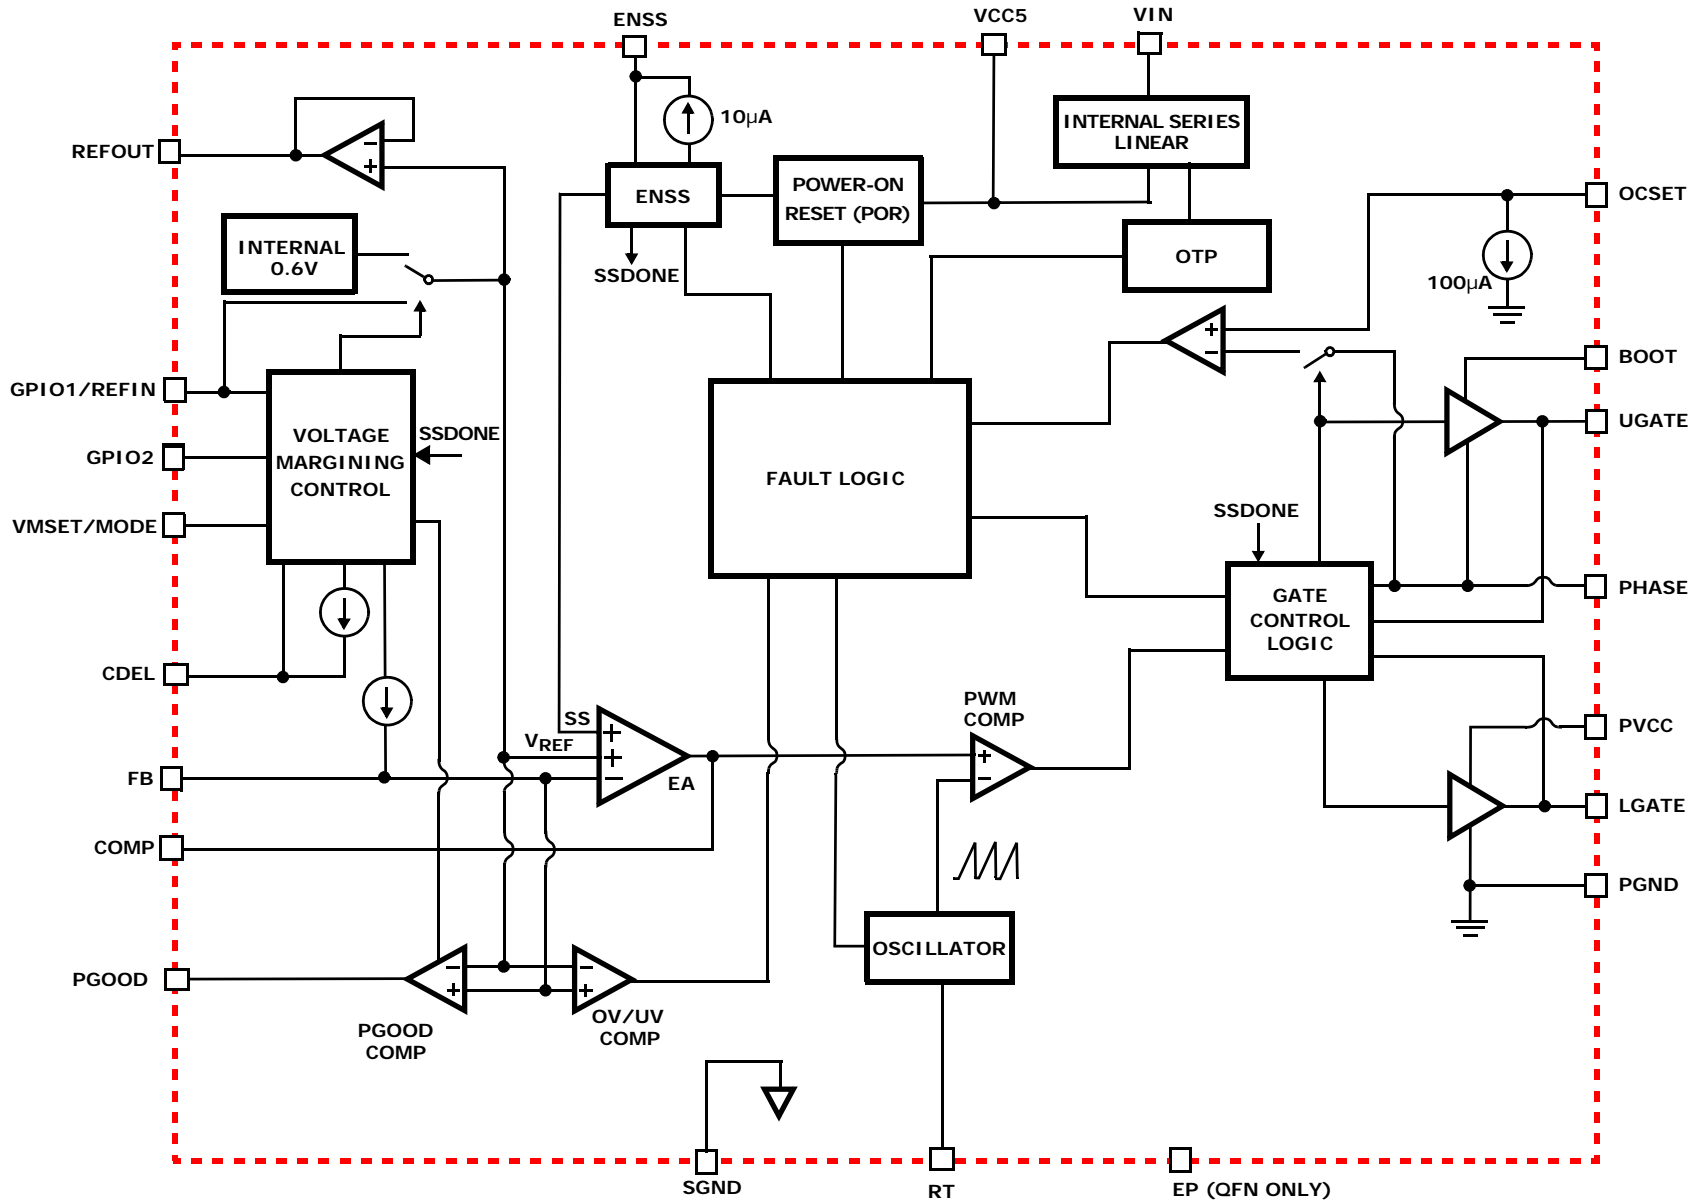 ENSS
VCC5
VIN
10µA
INTERNAL SERIES
LINEAR
REFOUT
-
+
ENSS
POWER-ON
RESET (POR)
OCSET
INTERNAL
0.6V
SSDONE
OTP
100µA
+
-
BOOT
GPIO1/REFIN
UGATE
VOLTAGE
MARGINING
CONTROL
SSDONE
GPIO2
FAULT LOGIC
VMSET/MODE
SSDONE
GATE
CONTROL
LOGIC
PHASE
CDEL
PWM
COMP
SS
+
VREF
+
-
EA
+
-
PVCC
FB
LGATE
COMP
PGND
OSCILLATOR
PGOOD
-
+
-
+
PGOOD
COMP
OV/UV
COMP
SGND
RT
EP (QFN ONLY)